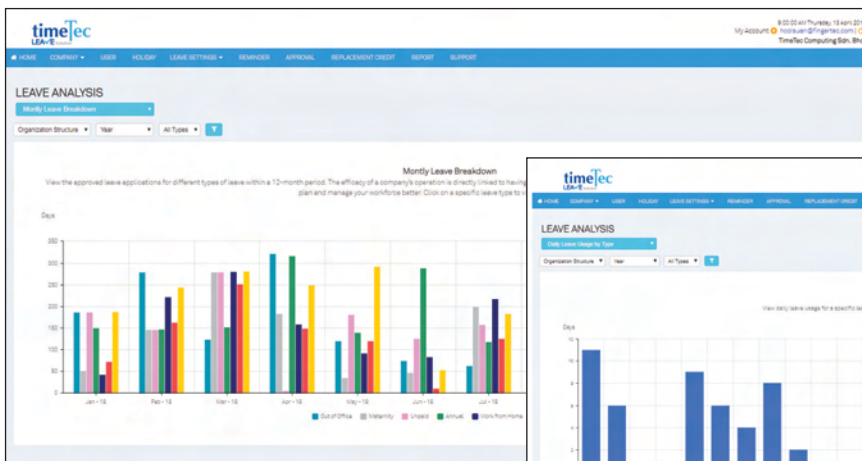 timeTec
LEAVE
9:00:00 AM Thursday, 13 April 201
My Account
TimeTec Computing Sdn. Bhd
HOME COMPANY USER HOLIDAY LEAVE SETTINGS REMINDER APPROVAL REPLACEMENT CREDIT REPORT SUPPORT
LEAVE ANALYSIS
Montly Leave Breakdown
Organization Structure Year All Types
Montly Leave Breakdown
View the approved leave applications for different types of leave within a 12-month period. The efficacy of a company's operation is directly linked to having
plan and manage your workforce better. Click on a specific leave type to v
Days
350
300
250
200
150
100
50
0
Jan - 18 Feb - 18 Mar - 18 Apr - 18 May - 18 Jun - 18 Jul - 18
Out of Office Maternity Unpaid Annual Work from Home
timeTec
LEAVE
HOME COMPANY USER HOLIDAY LEAVE SETTINGS REMINDER APPROVAL REPLACEMENT CREDIT
LEAVE ANALYSIS
Daily Leave Usage by Type
Organization Structure Year All Types
View daily leave usage for a specific lea
Days